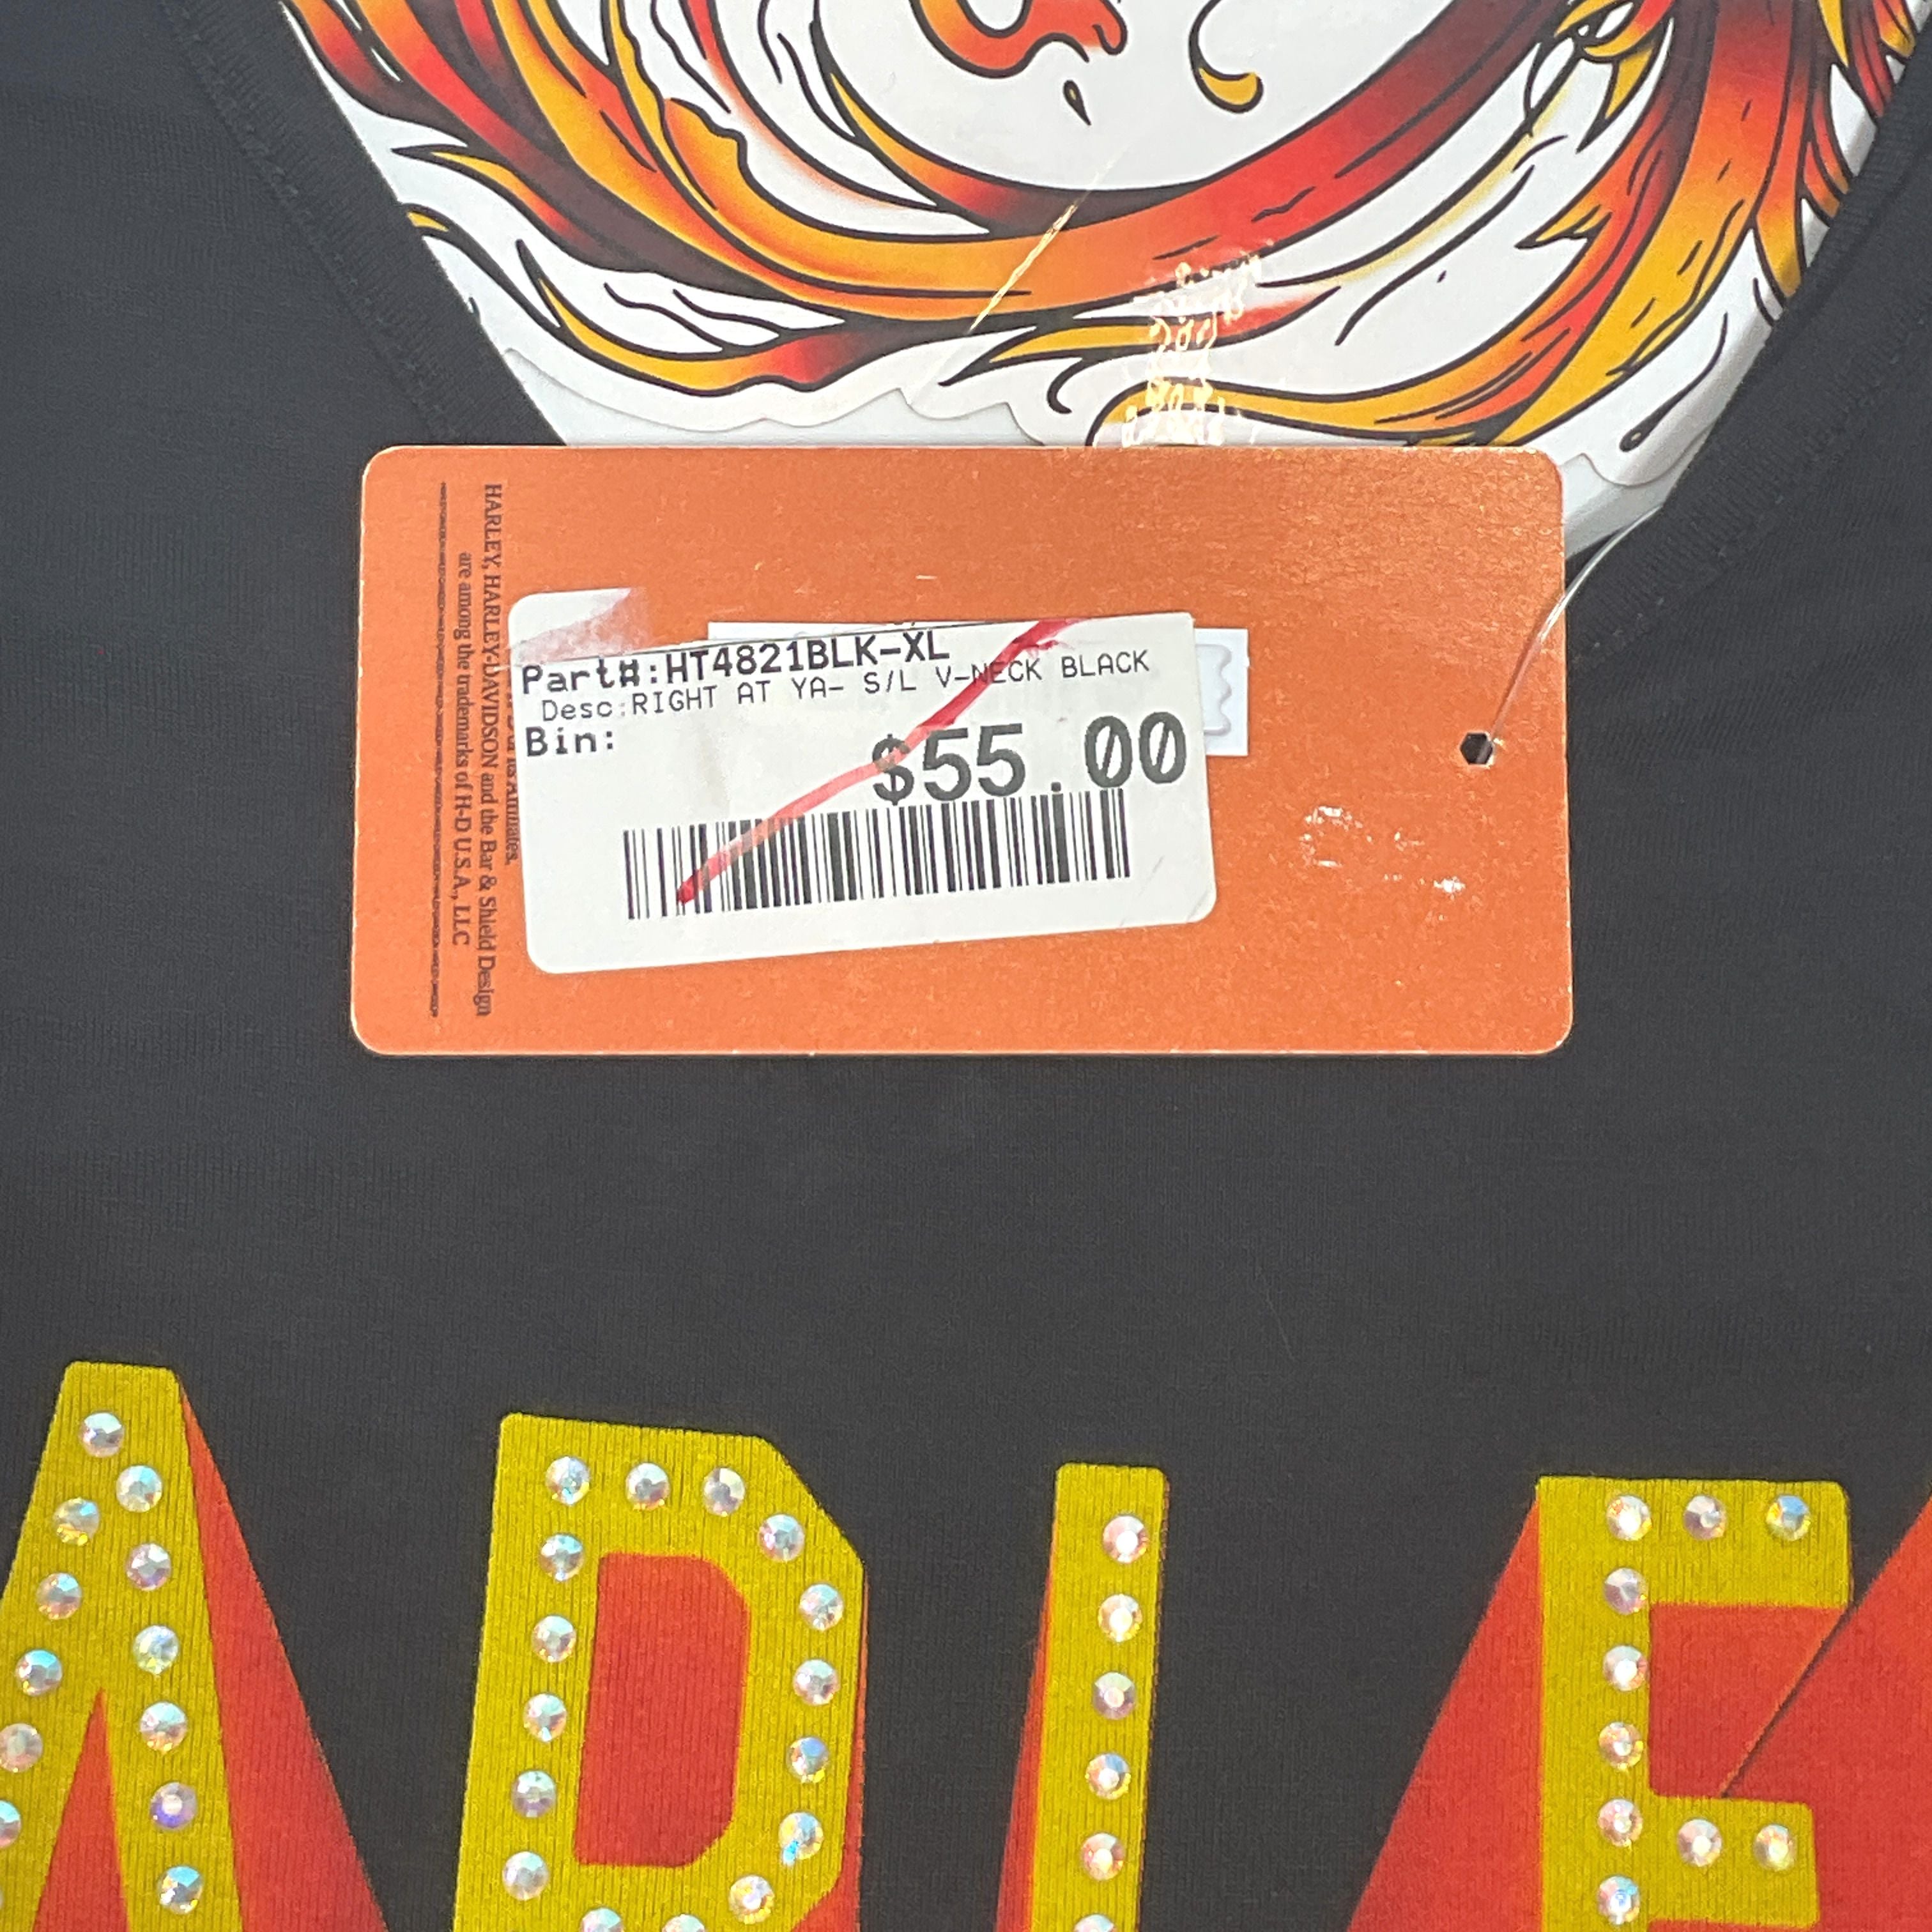 Part#:HT4821BLK-XL
Desc:RIGHT AT YA- S/L V-NECK BLACK
Bin:
$55.00
HARLEY, HARLEY-DAVIDSON and the Bar & Shield Design
are among the trademarks of H-D U.S.A., LLC
ARLE